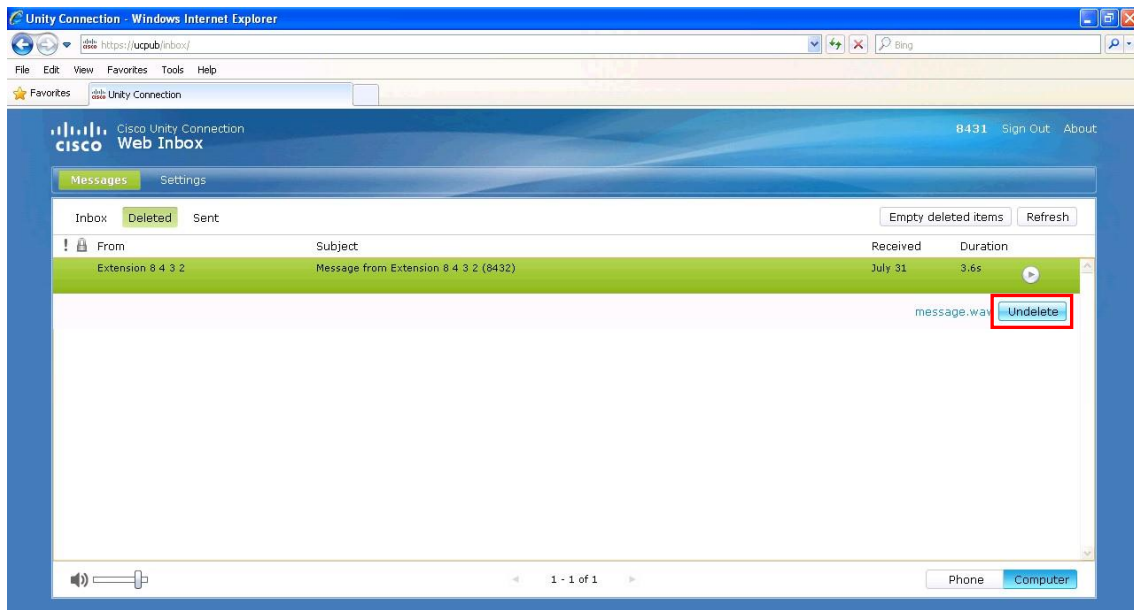 Unity Connection - Windows Internet Explorer
cisco https://ucpub/inbox/ Bing
File Edit View Favorites Tools Help
Favorites cisco Unity Connection
Cisco Unity Connection 8431 Sign Out About
CISCO Web Inbox
Messages Settings
Inbox Deleted Sent Empty deleted items Refresh
! From Subject Received Duration
Extension 8 4 3 2 Message from Extension 8 4 3 2 (8432) July 31 3.6s
message.wav Undelete
1 - 1 of 1 Phone Computer